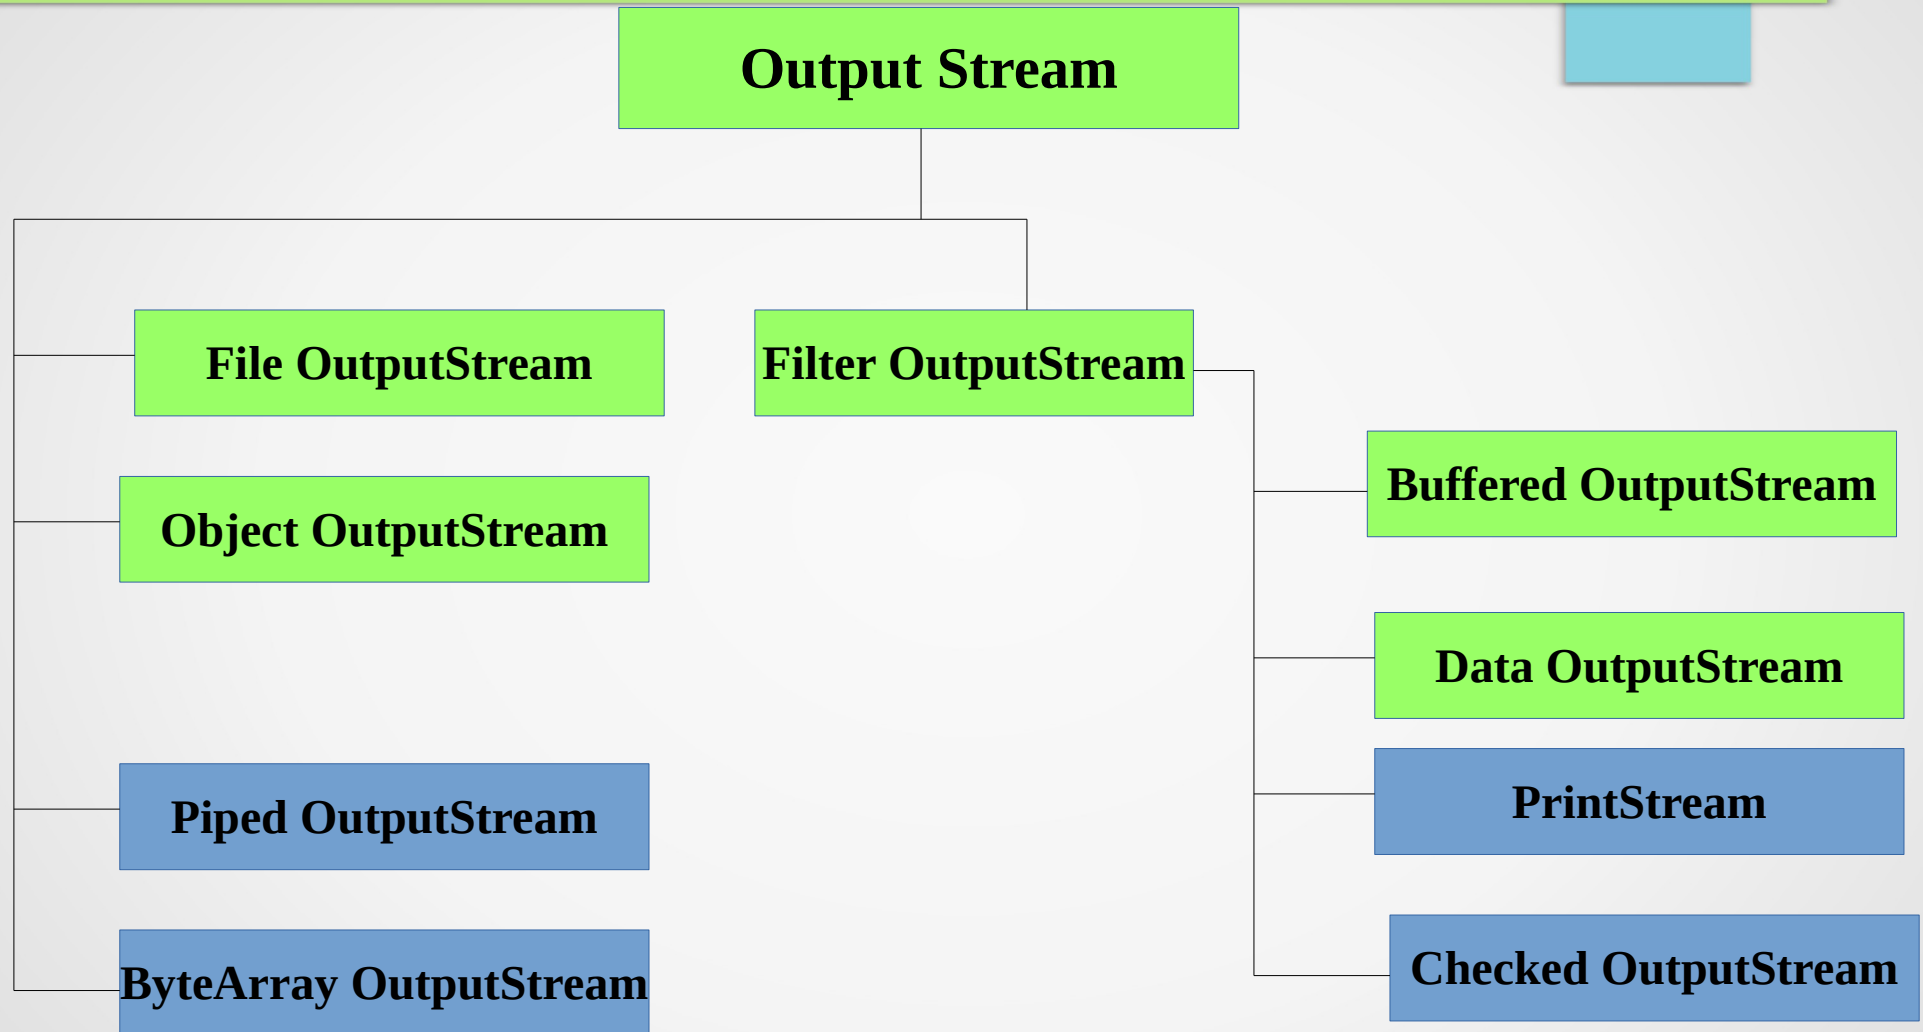 Output Stream
File OutputStream
Filter OutputStream
Buffered OutputStream
Object OutputStream
Data OutputStream
PrintStream
Piped OutputStream
Checked OutputStream
ByteArray OutputStream